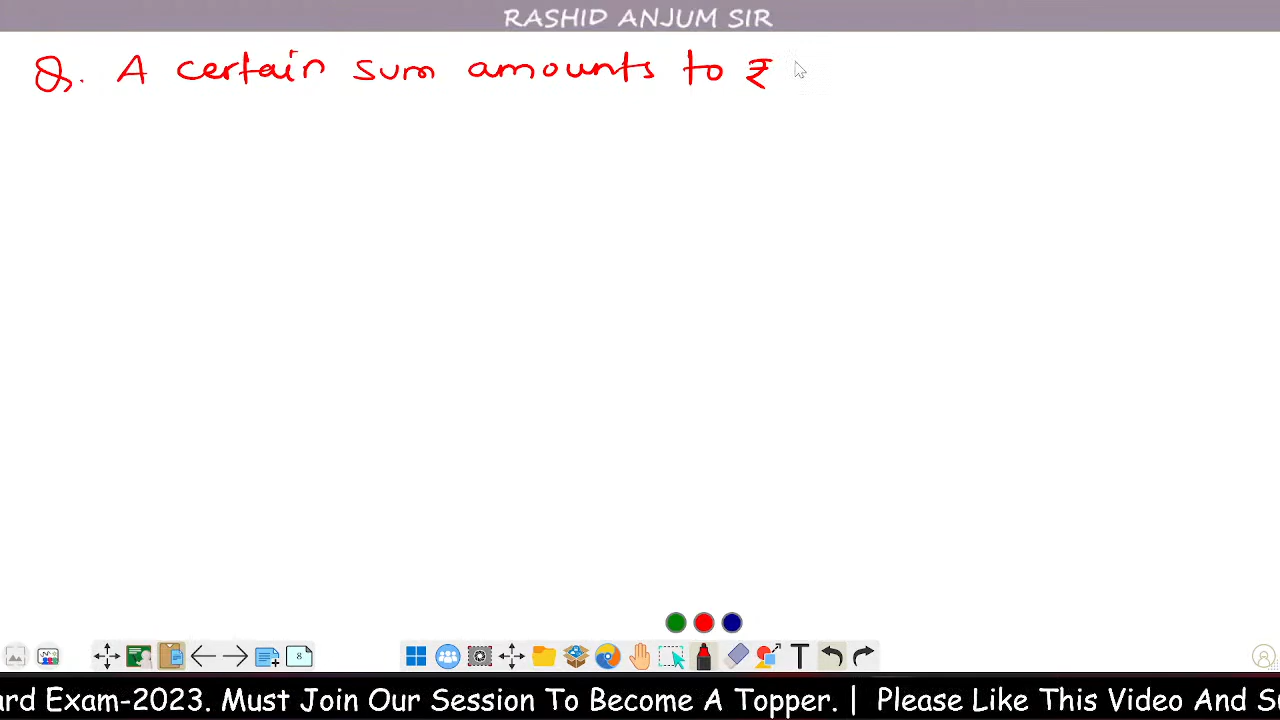 RASHID ANJUM SIR
Q. A certain sum amounts to ₹
8
T
ard Exam-2023. Must Join Our Session To Become A Topper. | Please Like This Video And S